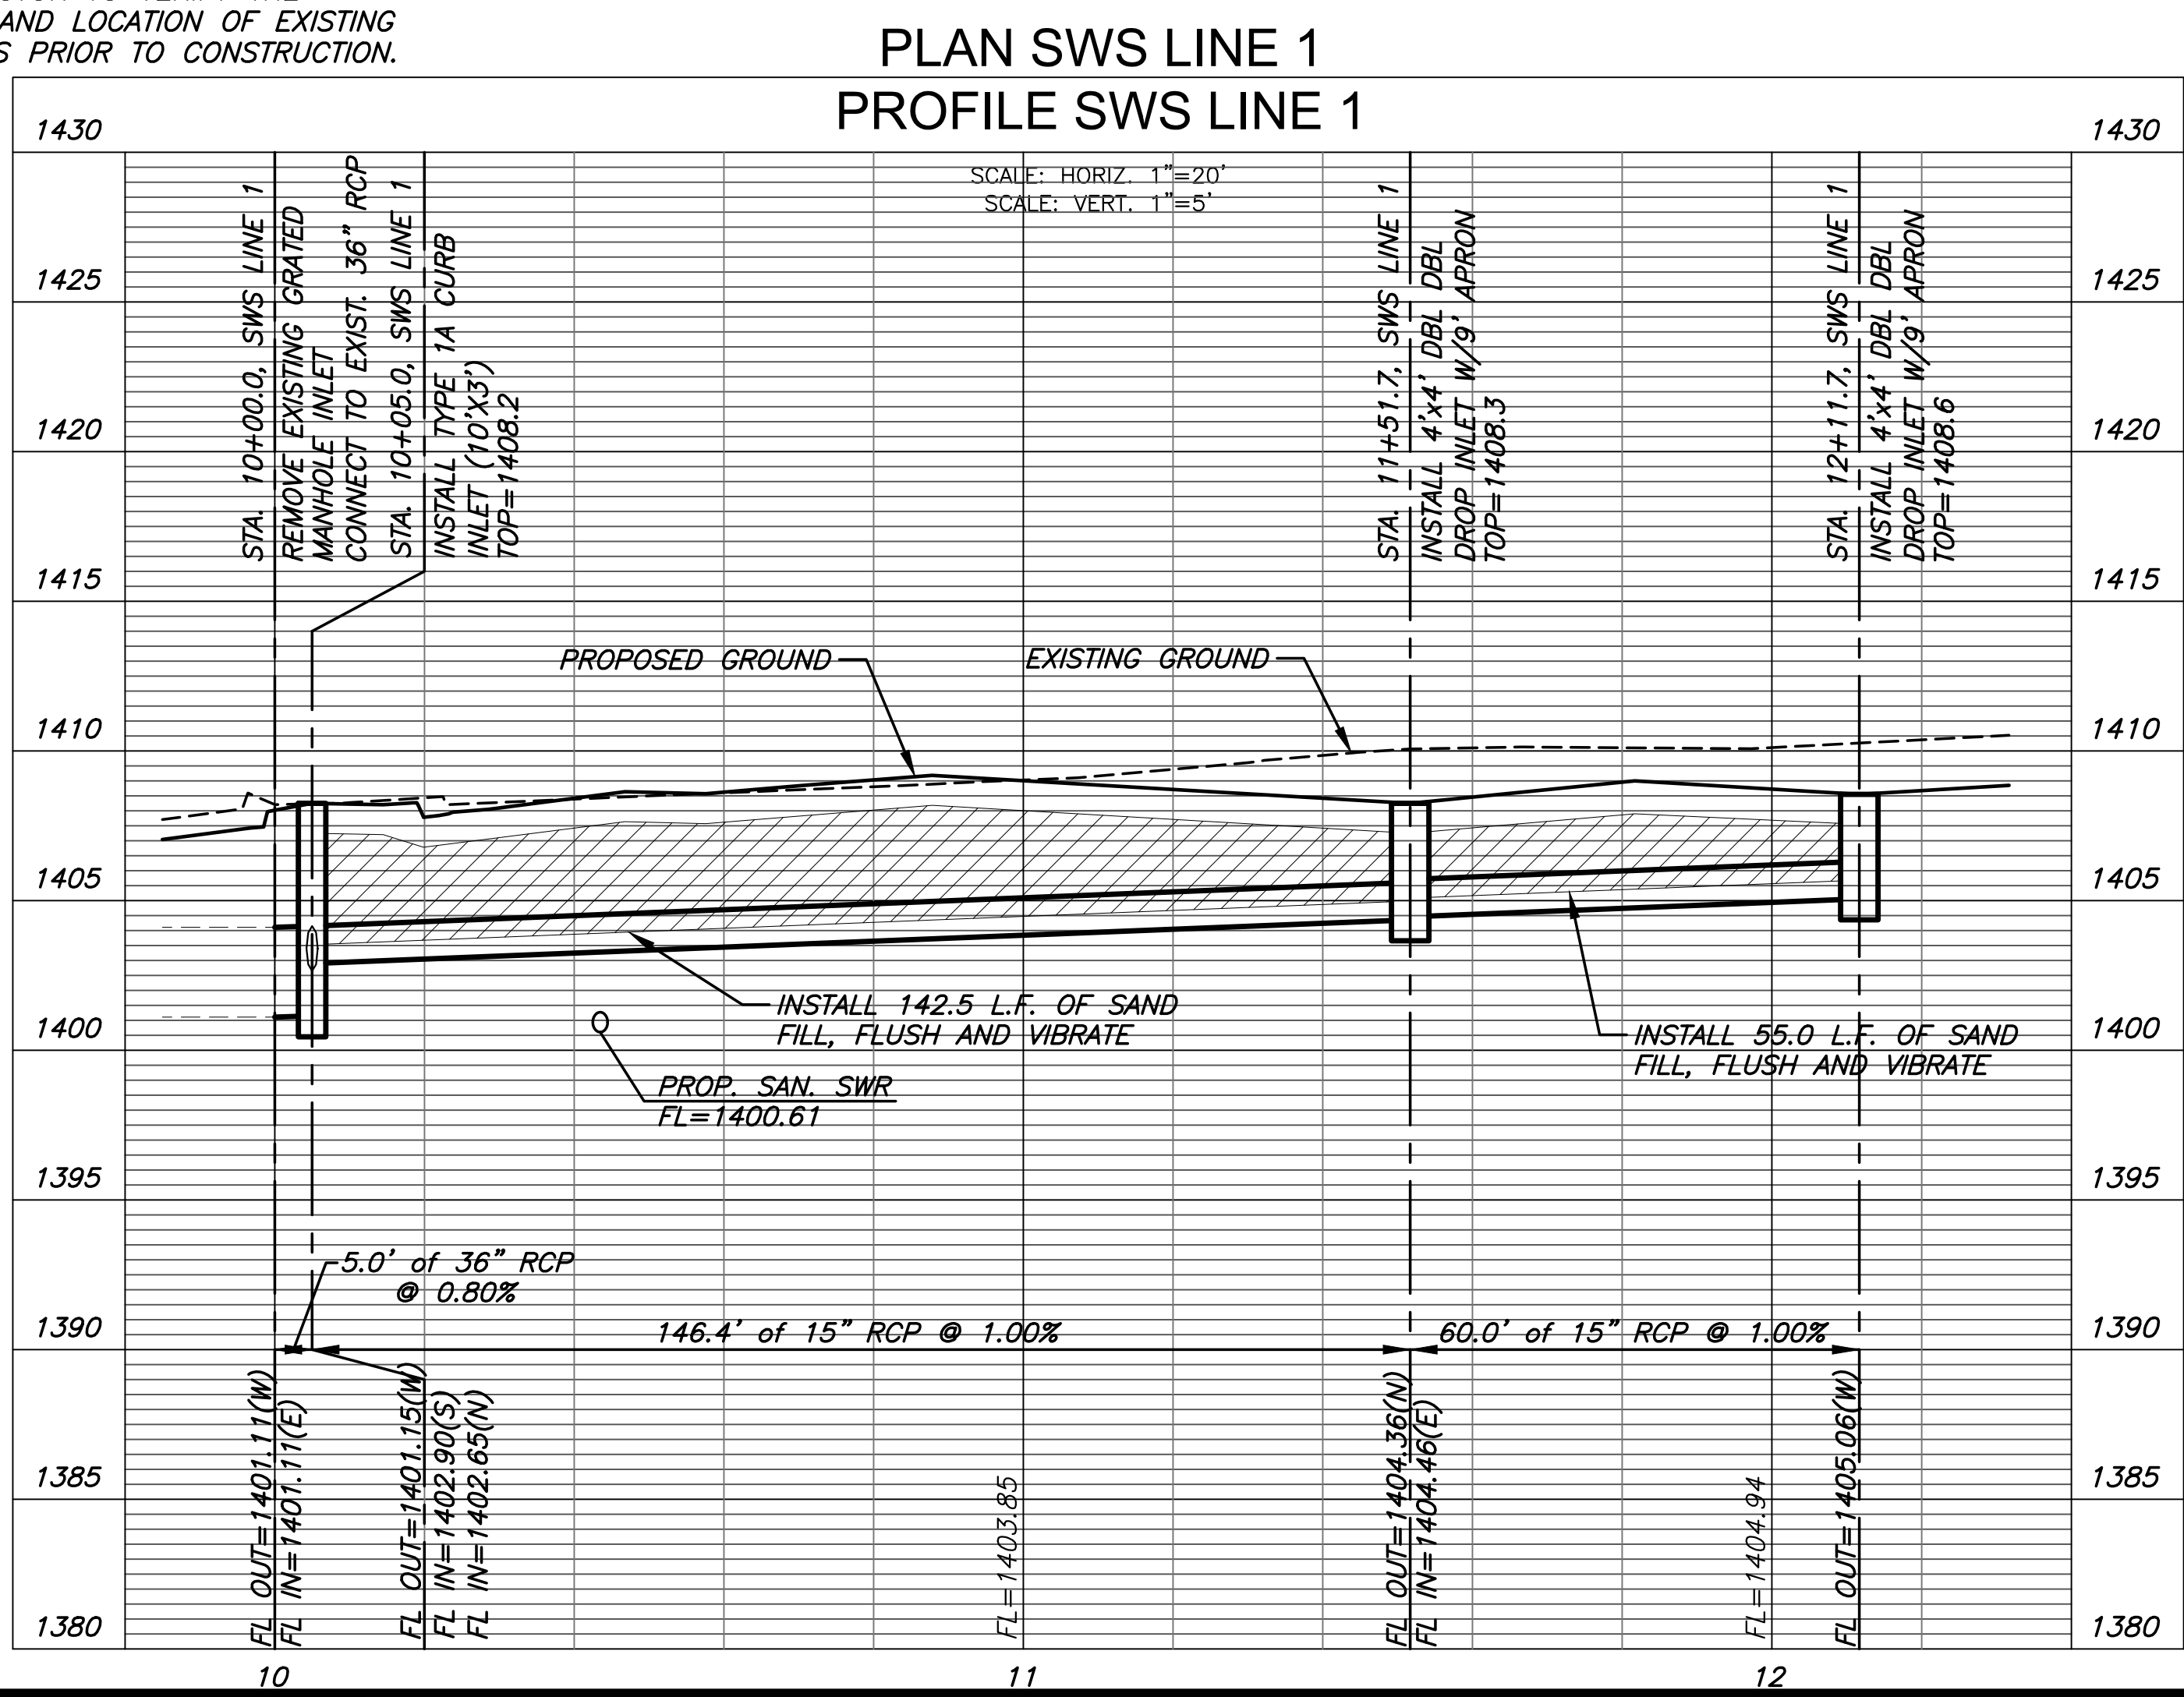 AND LOCATION OF EXISTING
PRIOR TO CONSTRUCTION.
PLAN SWS LINE 1
PROFILE SWS LINE 1
SCALE: HORIZ. 1"=20'
SCALE: VERT. 1"=5'
1430
1425
1420
1415
1410
1405
1400
1395
1390
1385
1380
1430
1425
1420
1415
1410
1405
1400
1395
1390
1385
1380
STA. 10+00.0, SWS LINE 1
REMOVE EXISTING GRATED
MANHOLE INLET
CONNECT TO EXIST. 36" RCP
STA. 10+05.0, SWS LINE 1
INSTALL TYPE 1A CURB
INLET (10'X3')
TOP=1408.2
STA. 11+51.7, SWS LINE 1
INSTALL 4'x4' DBL DBL
DROP INLET W/9' APRON
TOP=1408.3
STA. 12+11.7, SWS LINE 1
INSTALL 4'x4' DBL DBL
DROP INLET W/9' APRON
TOP=1408.6
PROPOSED GROUND
EXISTING GROUND
INSTALL 142.5 L.F. OF SAND
FILL, FLUSH AND VIBRATE
INSTALL 55.0 L.F. OF SAND
FILL, FLUSH AND VIBRATE
PROP. SAN. SWR
FL=1400.61
5.0' of 36" RCP
@ 0.80%
146.4' of 15" RCP @ 1.00%
60.0' of 15" RCP @ 1.00%
FL OUT=1401.11(W)
FL IN=1401.11(E)
FL OUT=1401.15(W)
FL IN=1402.90(S)
FL IN=1402.65(N)
FL=1403.85
FL OUT=1404.36(N)
FL IN=1404.46(E)
FL=1404.94
FL OUT=1405.06(W)
10
11
12